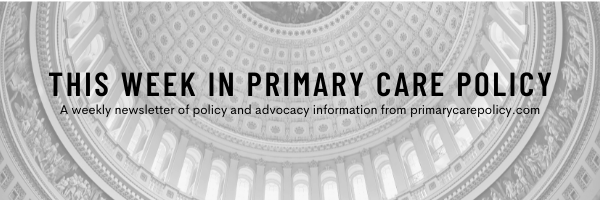 THIS WEEK IN PRIMARY CARE POLICY
A weekly newsletter of policy and advocacy information from primarycarepolicy.com